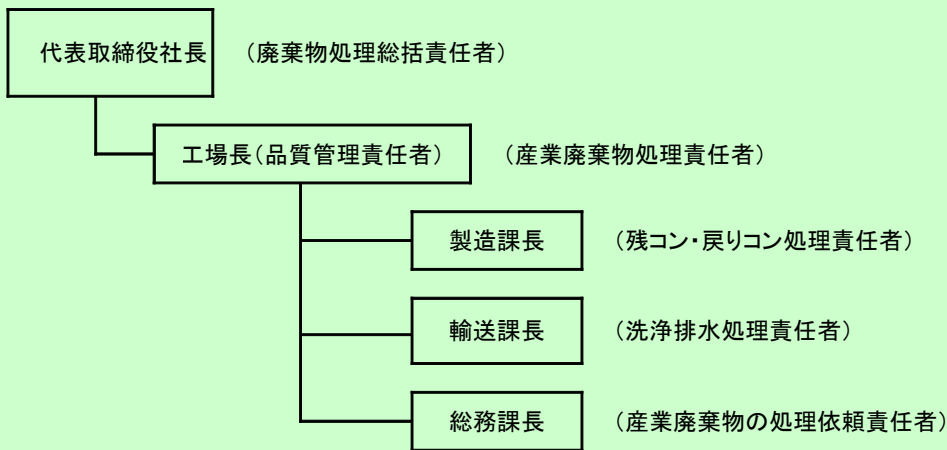 代表取締役社長 （廃棄物処理総括責任者）
工場長（品質管理責任者） （産業廃棄物処理責任者）
製造課長 （残コン・戻りコン処理責任者）
輸送課長 （洗浄排水処理責任者）
総務課長 （産業廃棄物の処理依頼責任者）